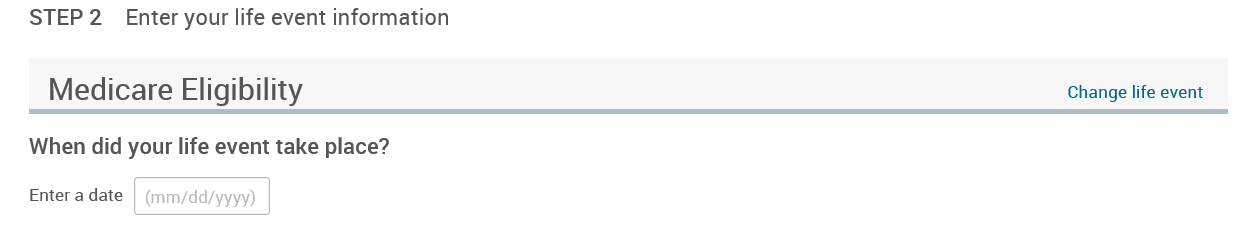 STEP 2 Enter your life event information
Medicare Eligibility
Change life event
When did your life event take place?
Enter a date (mm/dd/yyyy)